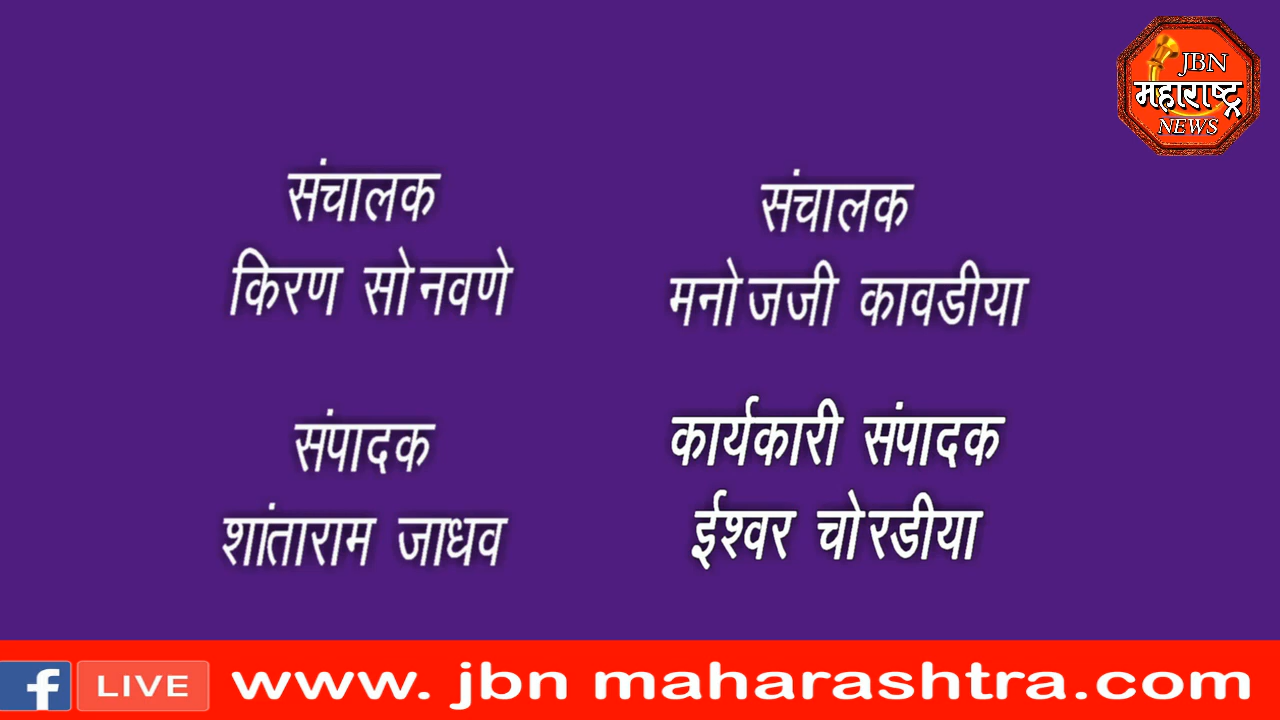 JBN
महाराष्ट्र
NEWS
संचालक
किरण सोनवणे
संचालक
मनोजजी कावडीया
संपादक
शांताराम जाधव
कार्यकारी संपादक
ईश्वर चोरडीया
f LIVE www. jbn maharashtra.com